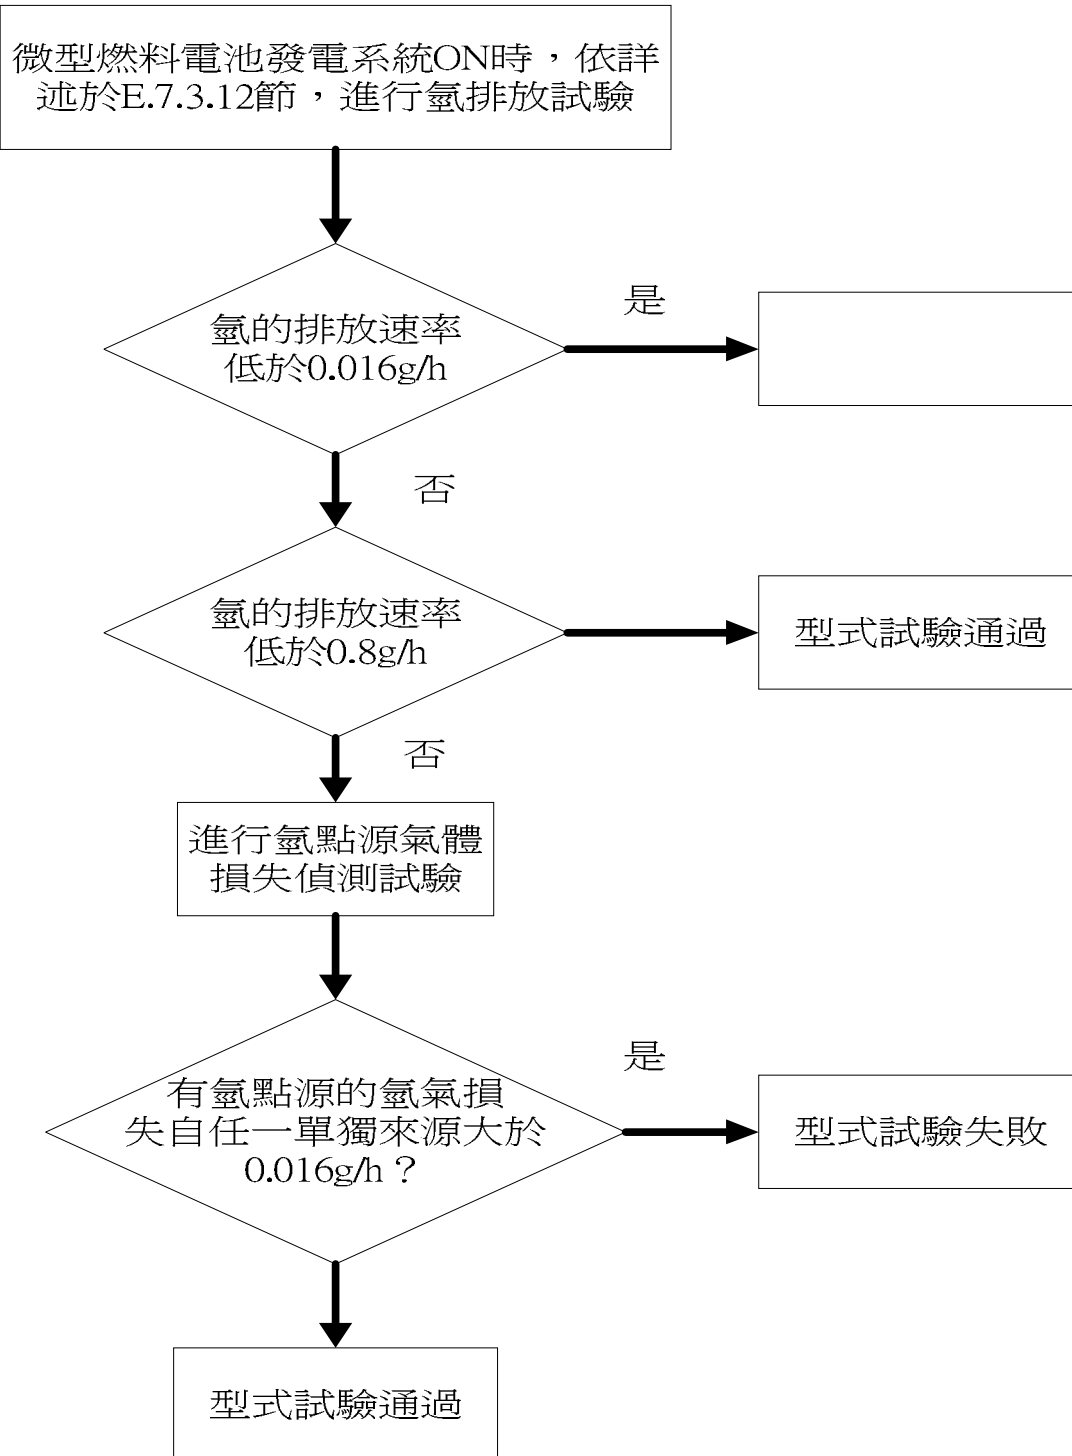 微型燃料電池發電系統ON時，依詳
述於E.7.3.12節，進行氫排放試驗
氫的排放速率
低於0.016g/h
是
否
氫的排放速率
低於0.8g/h
型式試驗通過
否
進行氫點源氣體
損失偵測試驗
有氫點源的氫氣損
失自任一單獨來源大於
0.016g/h？
是
型式試驗失敗
型式試驗通過